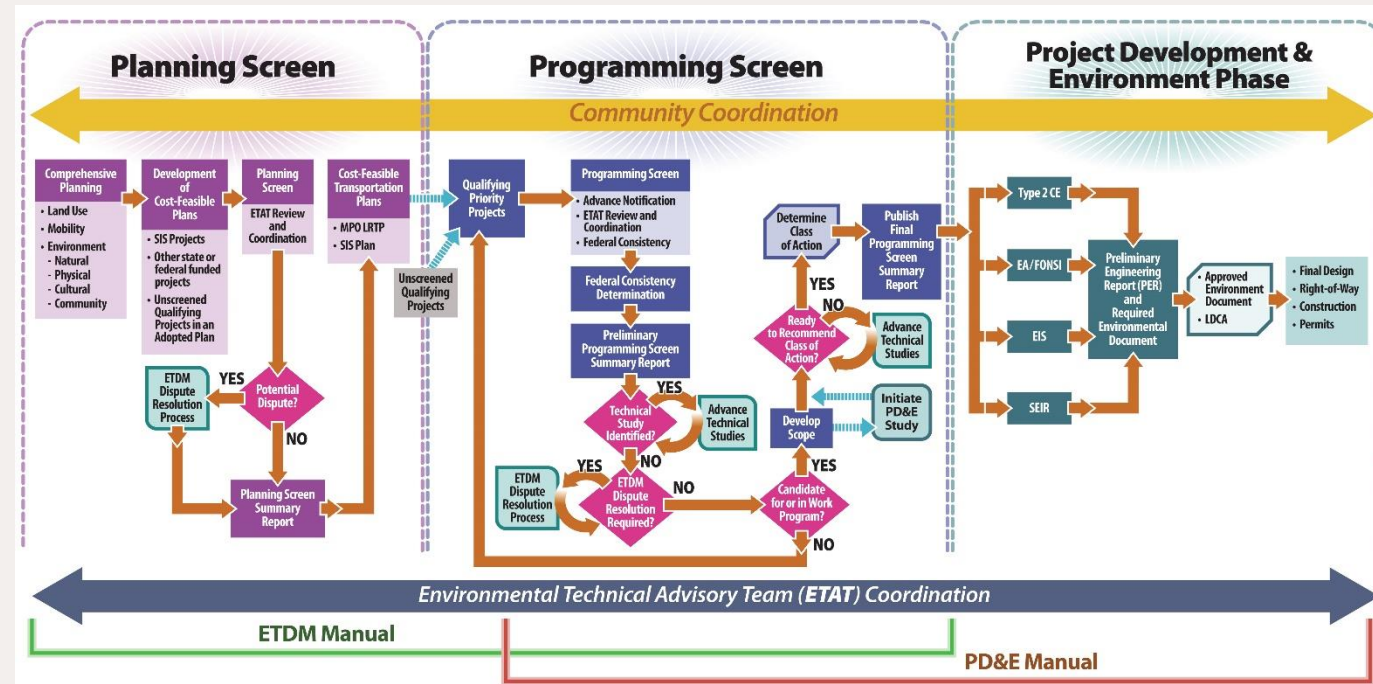 Planning Screen
Programming Screen
Project Development &
Environment Phase
Community Coordination
Comprehensive
Planning
• Land Use
• Mobility
• Environment
- Natural
- Physical
- Cultural
- Community
Development
of
Cost-Feasible
Plans
• SIS Projects
• Other state or
federal funded
projects
• Unscreened
Qualifying
Projects in an
Adopted Plan
Planning
Screen
ETAT Review
and
Coordination
Cost-Feasible
Transportation
Plans
• MPO LRTP
• SIS Plan
ETDM
Dispute
Resolution
Process
YES
Potential
Dispute?
NO
Planning Screen
Summary
Report
Unscreened
Qualifying
Projects
Qualifying
Priority
Projects
Programming Screen
• Advance Notification
• ETAT Review and
Coordination
• Federal Consistency
Federal Consistency
Determination
Preliminary
Programming Screen
Summary Report
Technical
Study
Identified?
YES
Advance
Technical
Studies
NO
ETDM
Dispute
Resolution
Required?
YES
ETDM
Dispute
Resolution
Process
NO
Candidate
for or in Work
Program?
NO
YES
Develop
Scope
Initiate
PD&E
Study
Ready
to Recommend
Class of
Action?
NO
Advance
Technical
Studies
YES
Determine
Class
of Action
Publish
Final
Programming
Screen
Summary
Report
Type 2 CE
EA/FONSI
EIS
SEIR
Preliminary
Engineering
Report (PER)
and
Required
Environmental
Document
• Approved
Environment
Document
• LDCA
• Final Design
• Right-of-Way
• Construction
• Permits
Environmental Technical Advisory Team (ETAT) Coordination
ETDM Manual
PD&E Manual